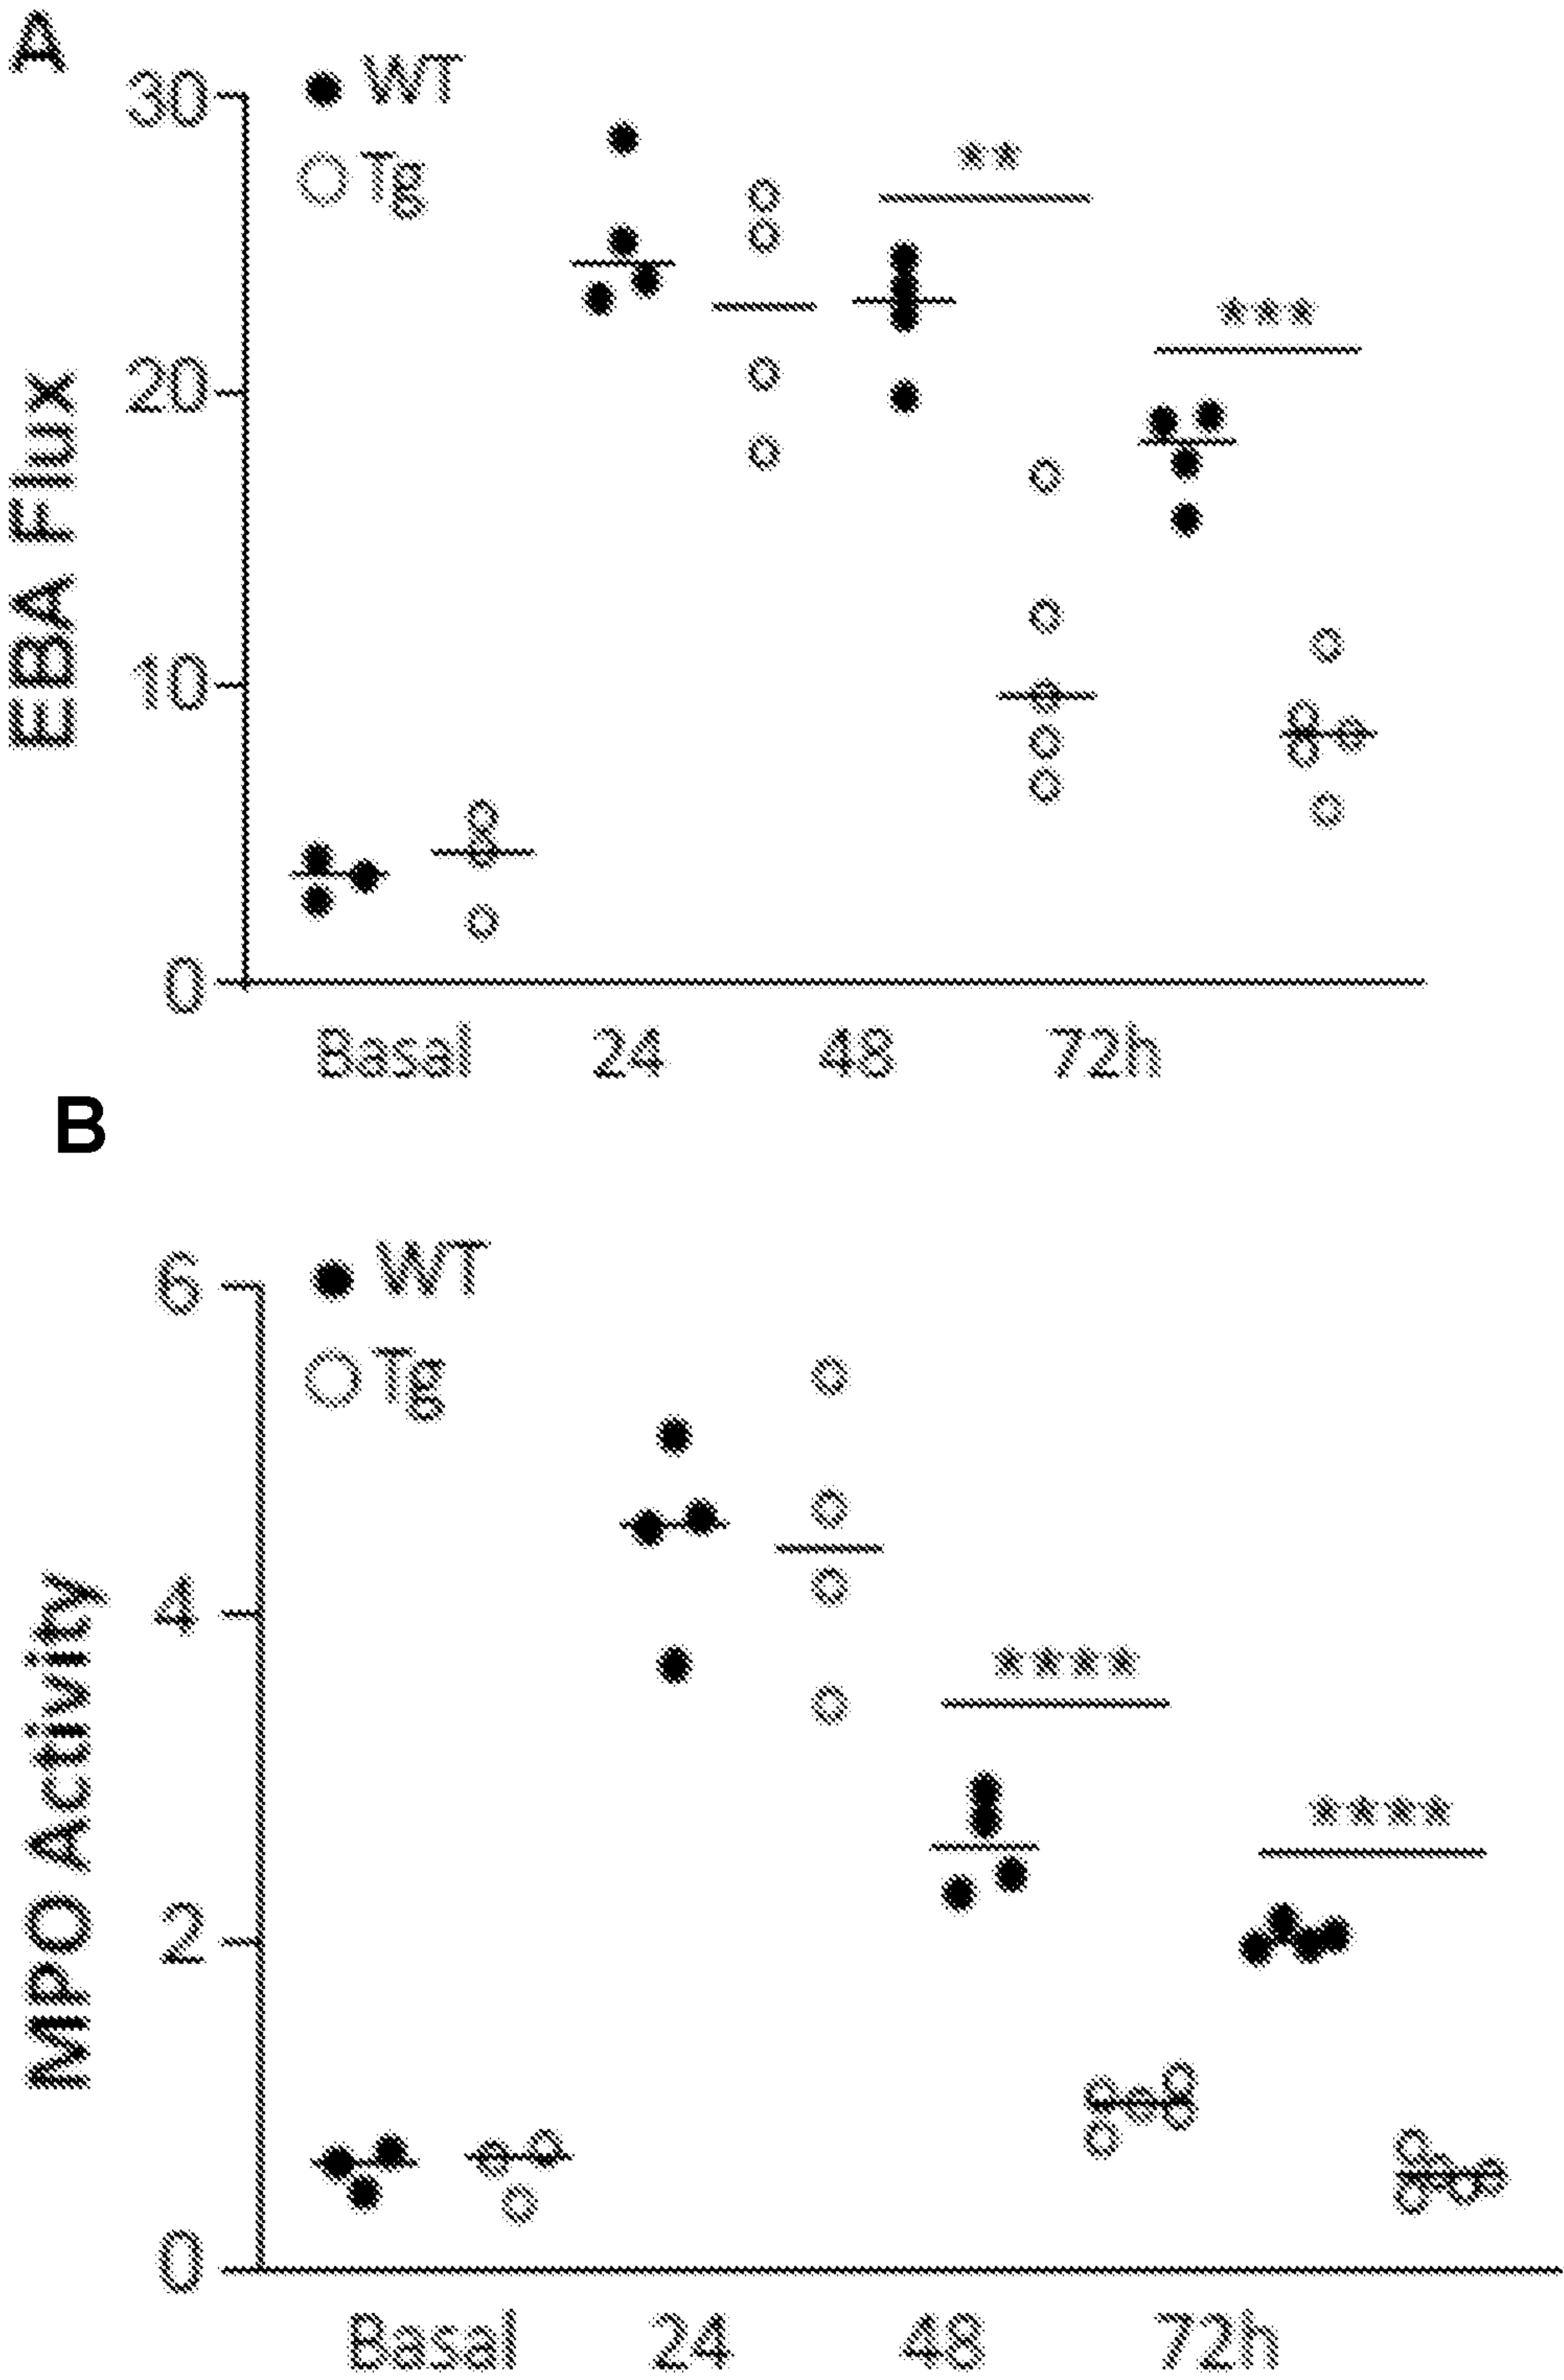 A
30
WT
Tg
**
***
20
10
0
EBA Flux
Basal 24 48 72h
B
6
WT
Tg
4
****
****
2
0
MPO Activity
Basal 24 48 72h